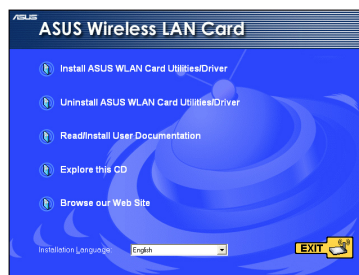 ASUS
ASUS Wireless LAN Card
Install ASUS WLAN Card Utilities/Driver
Uninstall ASUS WLAN Card Utilities/Driver
Read/Install User Documentation
Explore this CD
Browse our Web Site
Installation Language: English
EXIT